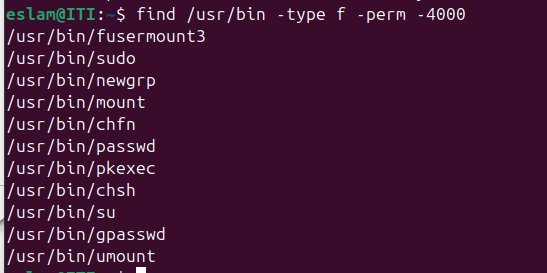 eslam@ITI:~$ find /usr/bin -type f -perm -4000
/usr/bin/fusermount3
/usr/bin/sudo
/usr/bin/newgrp
/usr/bin/mount
/usr/bin/chfn
/usr/bin/passwd
/usr/bin/pkexec
/usr/bin/chsh
/usr/bin/su
/usr/bin/gpasswd
/usr/bin/umount